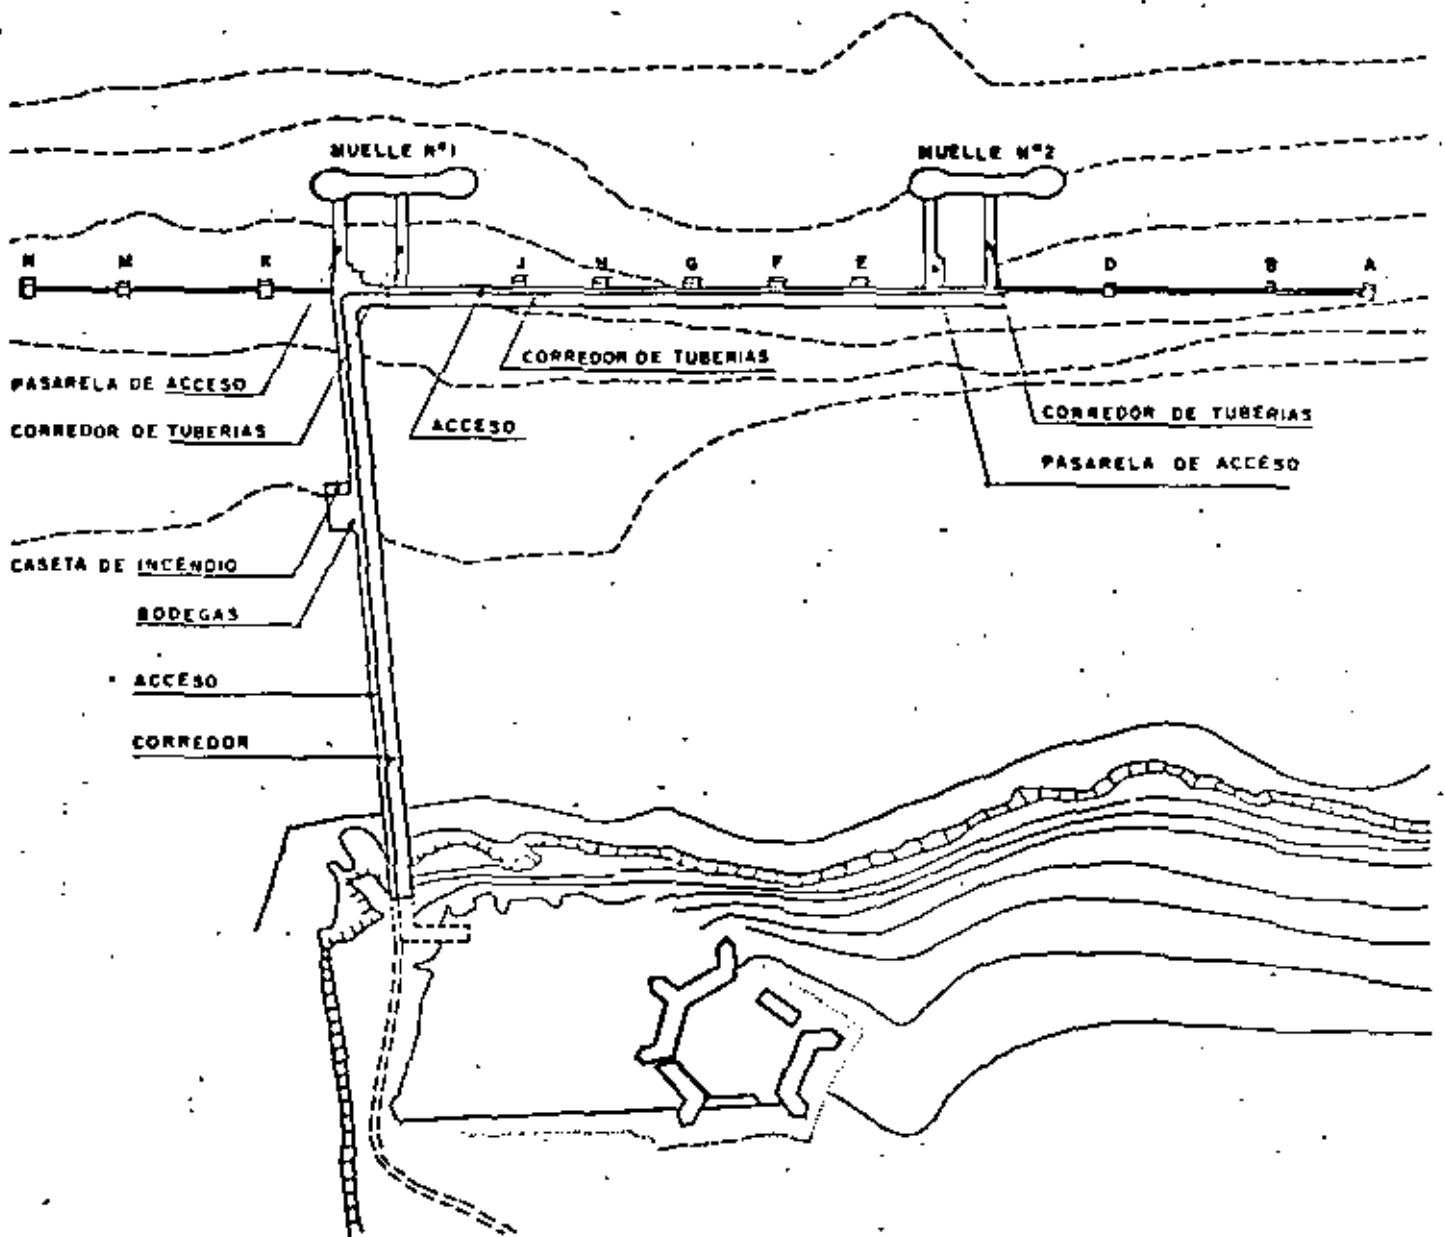 MUELLE Nº1
MUELLE Nº2
N
M
K
J
H
G
F
E
D
B
A
CORREDOR DE TUBERIAS
PASARELA DE ACCESO
CORREDOR DE TUBERIAS
ACCESO
CORREDOR DE TUBERIAS
PASARELA DE ACCESO
CASETA DE INCENDIO
BODEGAS
ACCESO
CORREDOR